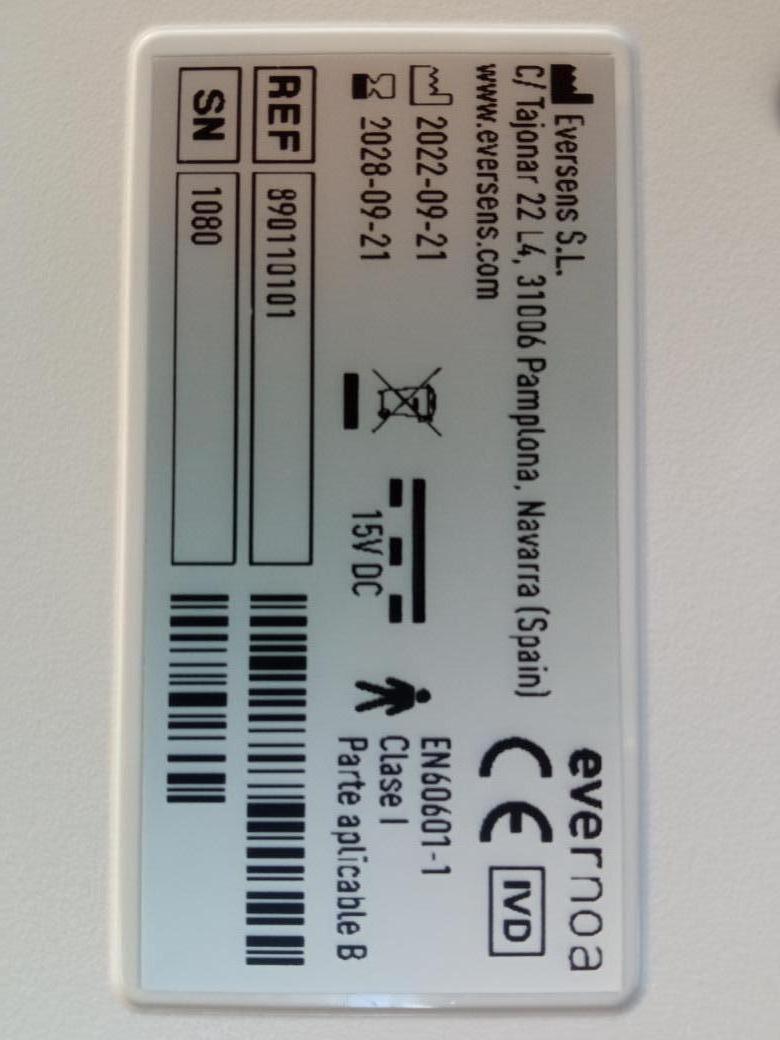 Eversens S.L.
C/ Tajonar 22 L4, 31006 Pamplona, Navarra (Spain)
www.eversens.com
evernoa
CE IVD
2022-09-21
2028-09-21
15V DC
EN60601-1
Clase I
Parte aplicable B
REF 890110101
SN 1080